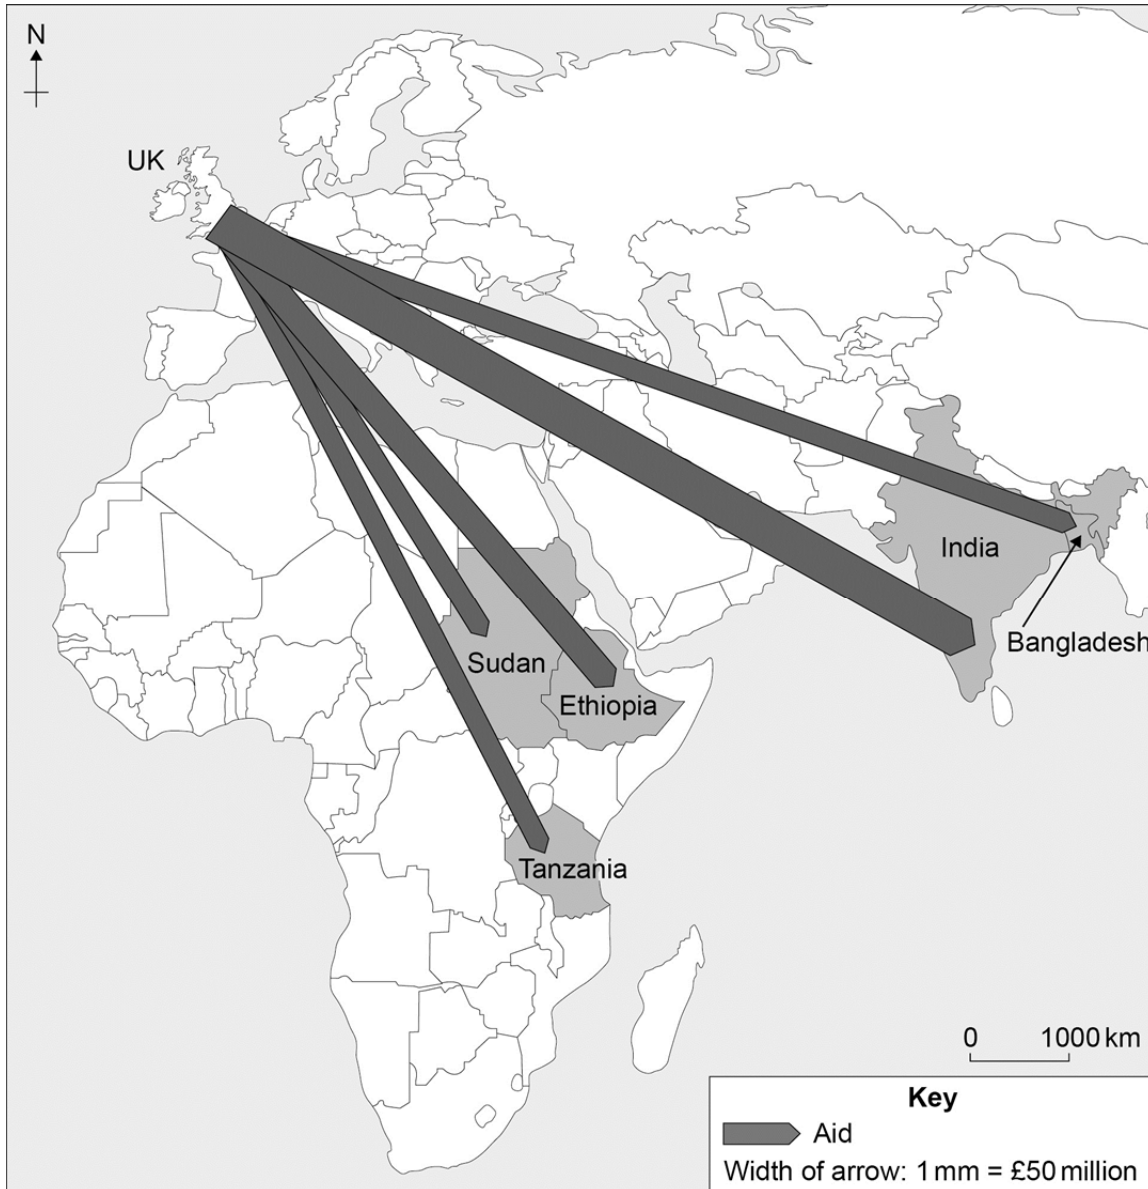 N
UK
India
Bangladesh
Sudan
Ethiopia
Tanzania
0 1000 km
Key
Aid
Width of arrow: 1 mm = £50 million